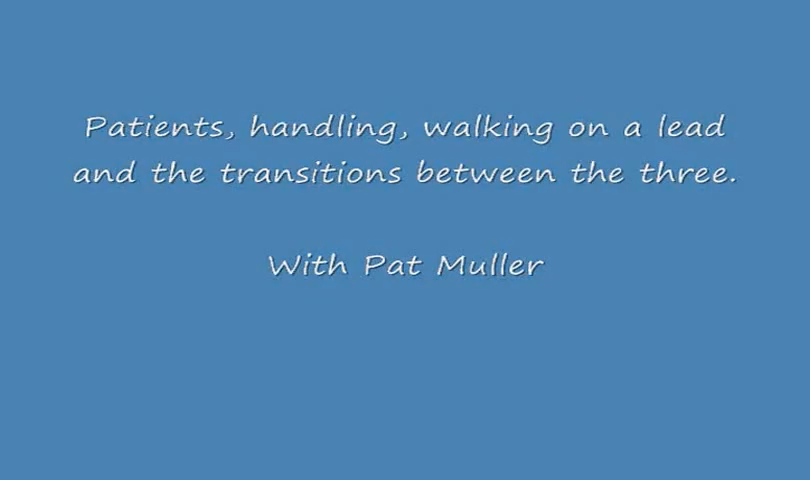 Patients, handling, walking on a lead
and the transitions between the three.
With Pat Muller